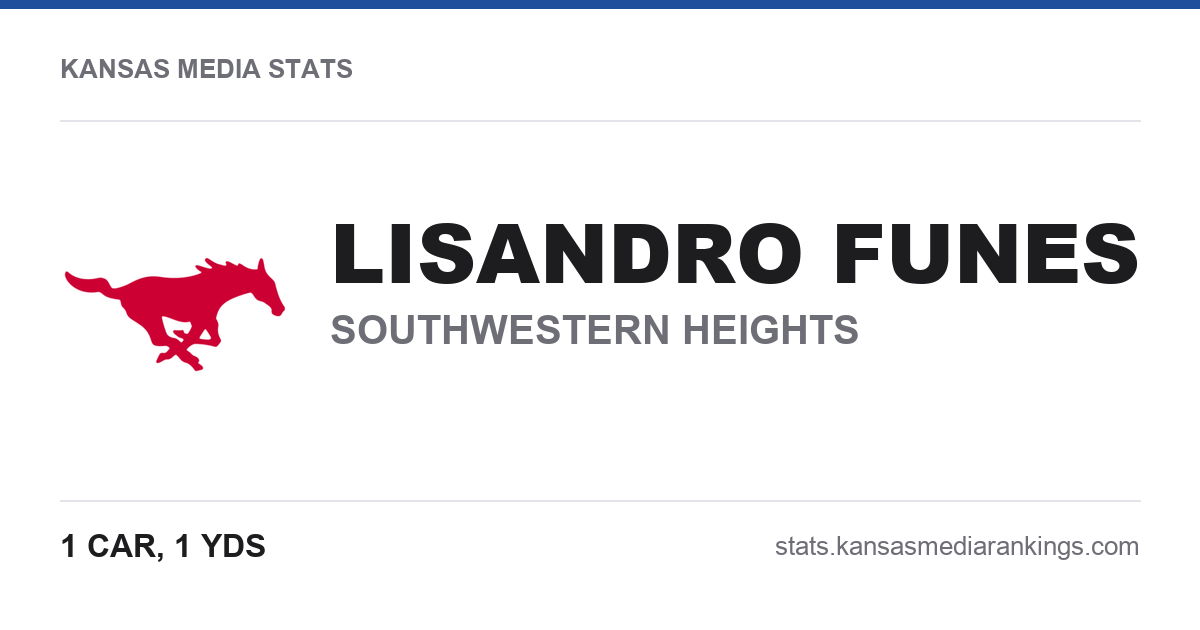 KANSAS MEDIA STATS
LISANDRO FUNES
SOUTHWESTERN HEIGHTS
1 CAR, 1 YDS
stats.kansasmediarankings.com